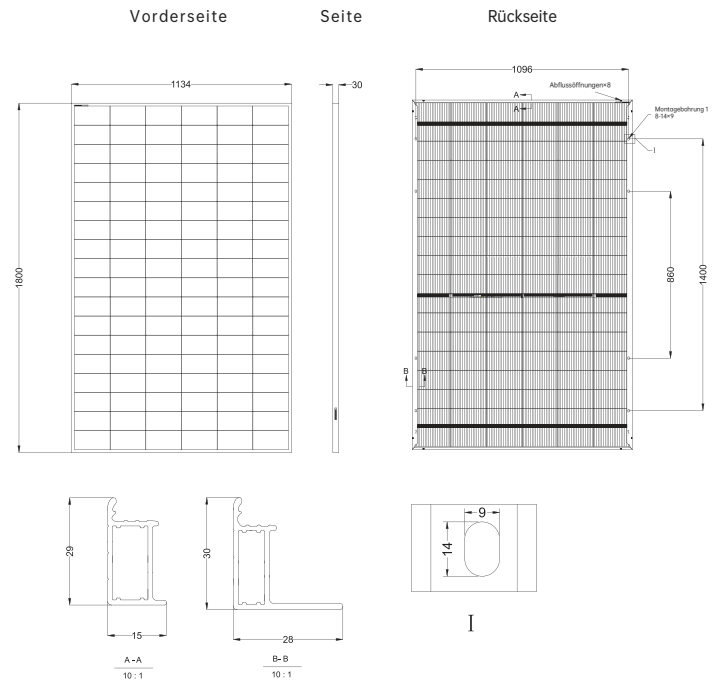 Vorderseite
Seite
Rückseite
1134
30
1096
Abflussöffnungen×8
A
A
Montagebohrung 1
8-14×9
I
1800
860
1400
B
B
29
15
A-A
10 : 1
30
28
B-B
10 : 1
9
14
I